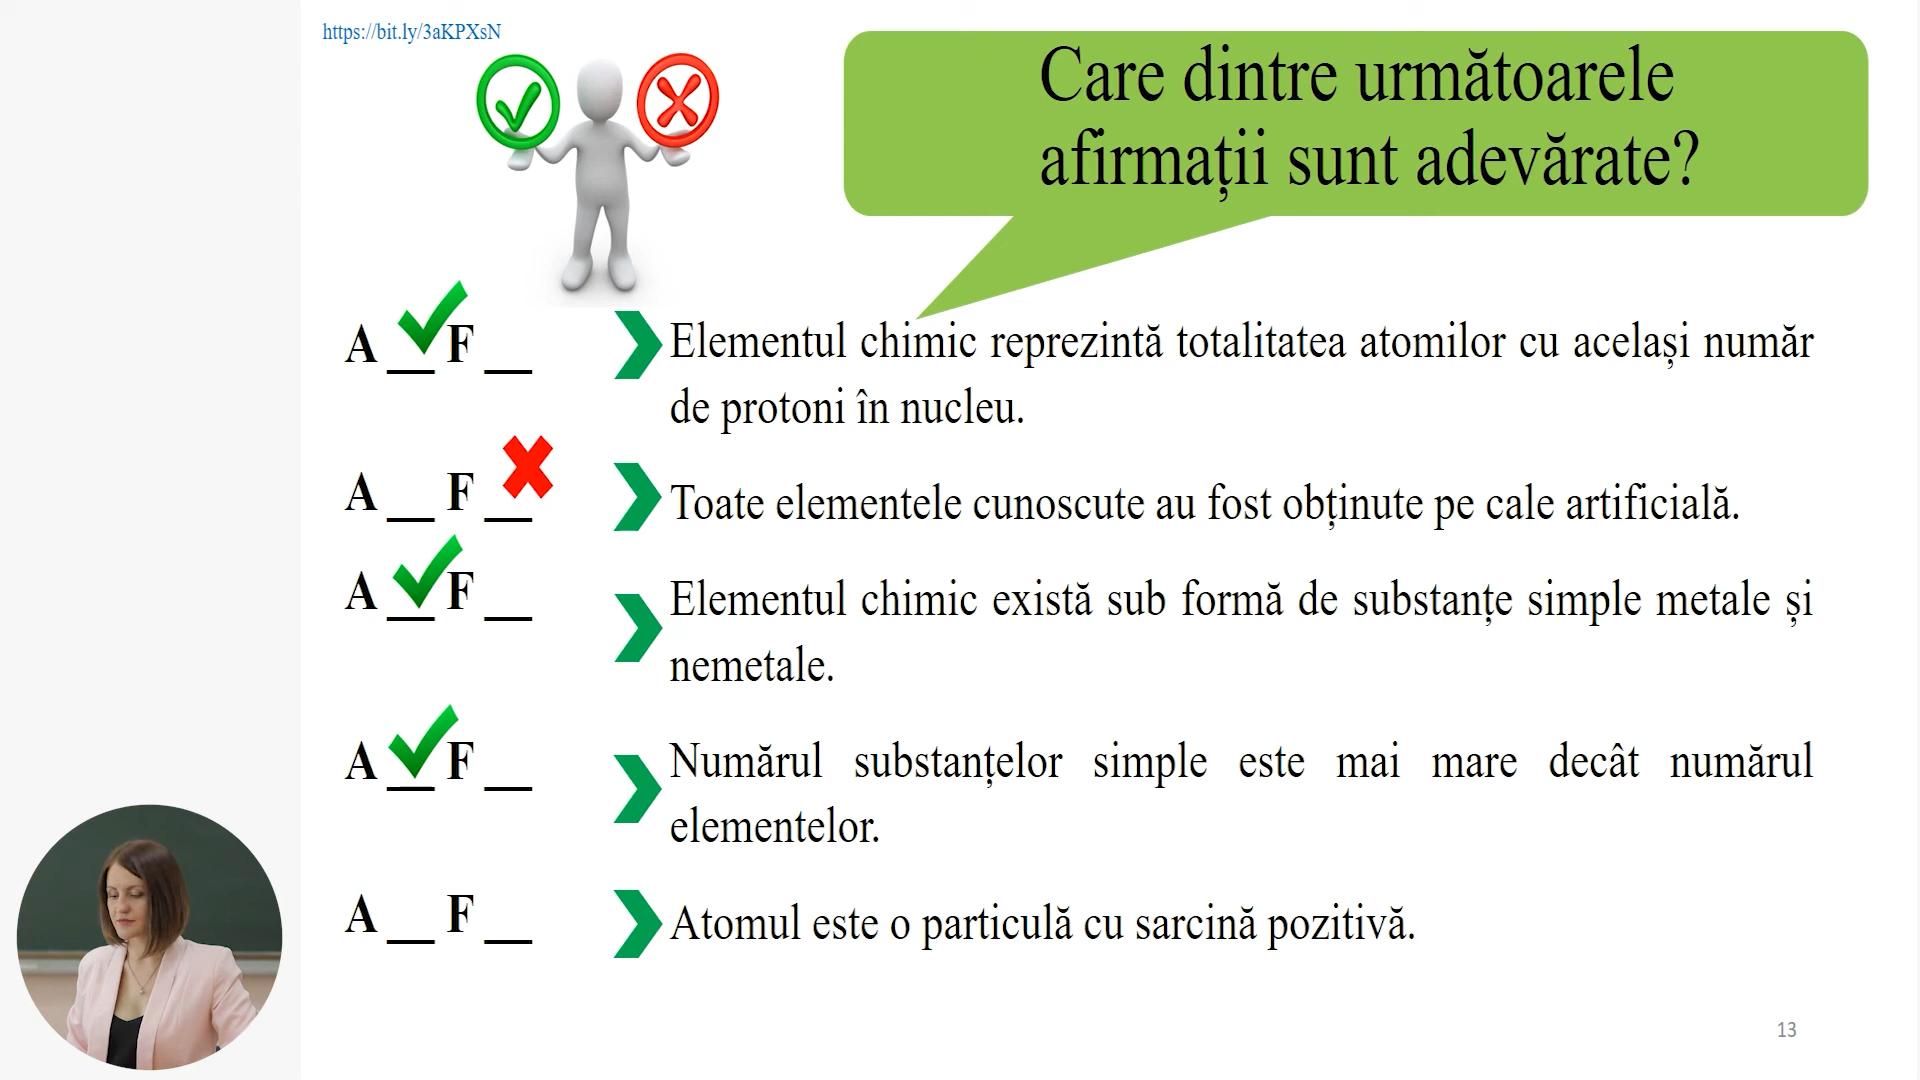 https://bit.ly/3aKPXsN
Care dintre următoarele
afirmații sunt adevărate?
A __ F __
Elementul chimic reprezintă totalitatea atomilor cu același număr
de protoni în nucleu.
A __ F __
Toate elementele cunoscute au fost obținute pe cale artificială.
A __ F __
Elementul chimic există sub formă de substanțe simple metale și
nemetale.
A __ F __
Numărul substanțelor simple este mai mare decât numărul
elementelor.
A __ F __
Atomul este o particulă cu sarcină pozitivă.
13